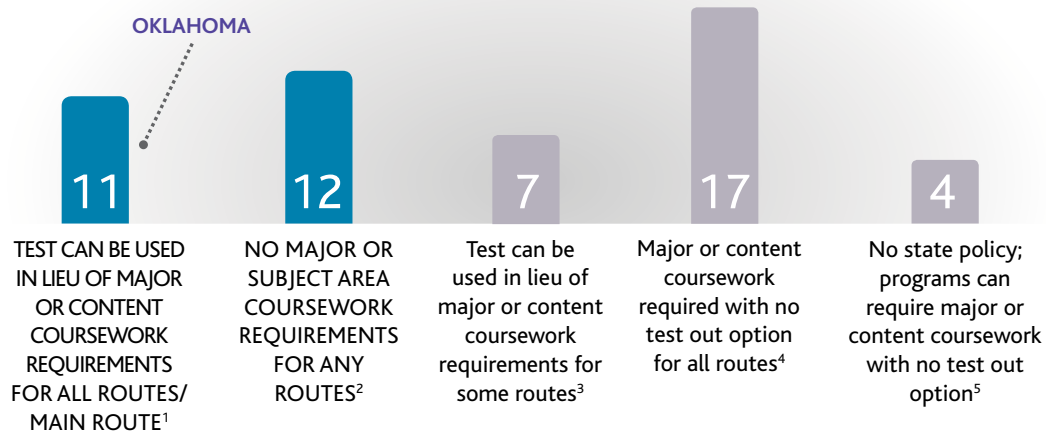 OKLAHOMA
11
12
7
17
4
TEST CAN BE USED
IN LIEU OF MAJOR
OR CONTENT
COURSEWORK
REQUIREMENTS
FOR ALL ROUTES/
MAIN ROUTE¹
NO MAJOR OR
SUBJECT AREA
COURSEWORK
REQUIREMENTS
FOR ANY
ROUTES²
Test can be
used in lieu of
major or content
coursework
requirements for
some routes³
Major or content
coursework
required with no
test out option
for all routes⁴
No state policy;
programs can
require major or
content coursework
with no test out
option⁵